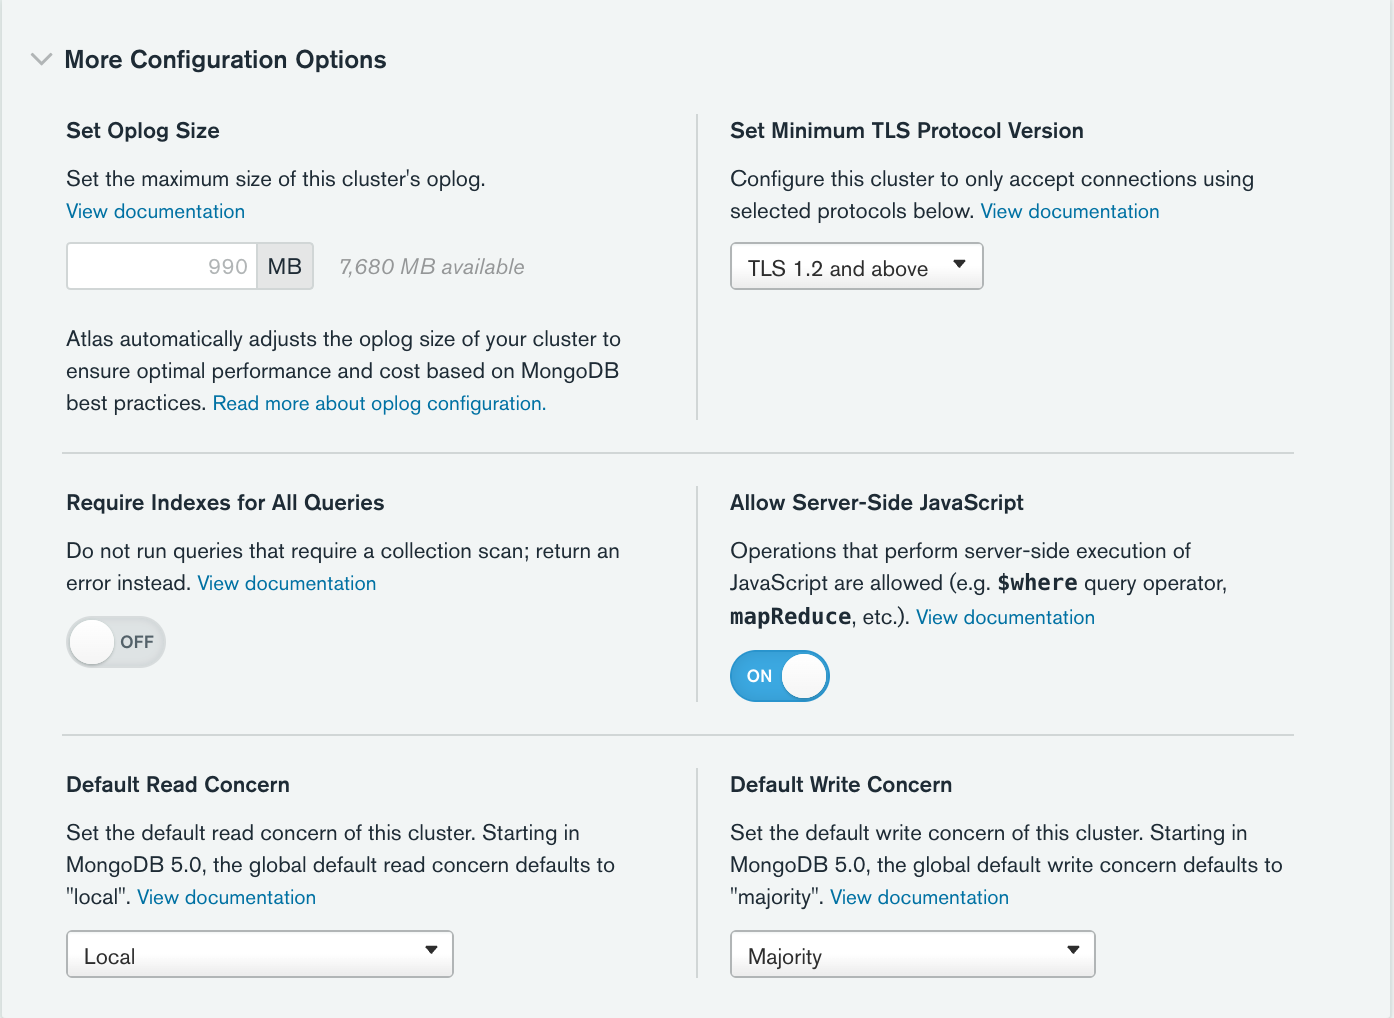 More Configuration Options
Set Oplog Size
Set the maximum size of this cluster's oplog.
View documentation
990 MB 7,680 MB available
Atlas automatically adjusts the oplog size of your cluster to
ensure optimal performance and cost based on MongoDB
best practices. Read more about oplog configuration.
Set Minimum TLS Protocol Version
Configure this cluster to only accept connections using
selected protocols below. View documentation
TLS 1.2 and above
Require Indexes for All Queries
Do not run queries that require a collection scan; return an
error instead. View documentation
OFF
Allow Server-Side JavaScript
Operations that perform server-side execution of
JavaScript are allowed (e.g. $where query operator,
mapReduce, etc.). View documentation
ON
Default Read Concern
Set the default read concern of this cluster. Starting in
MongoDB 5.0, the global default read concern defaults to
"local". View documentation
Local
Default Write Concern
Set the default write concern of this cluster. Starting in
MongoDB 5.0, the global default write concern defaults to
"majority". View documentation
Majority